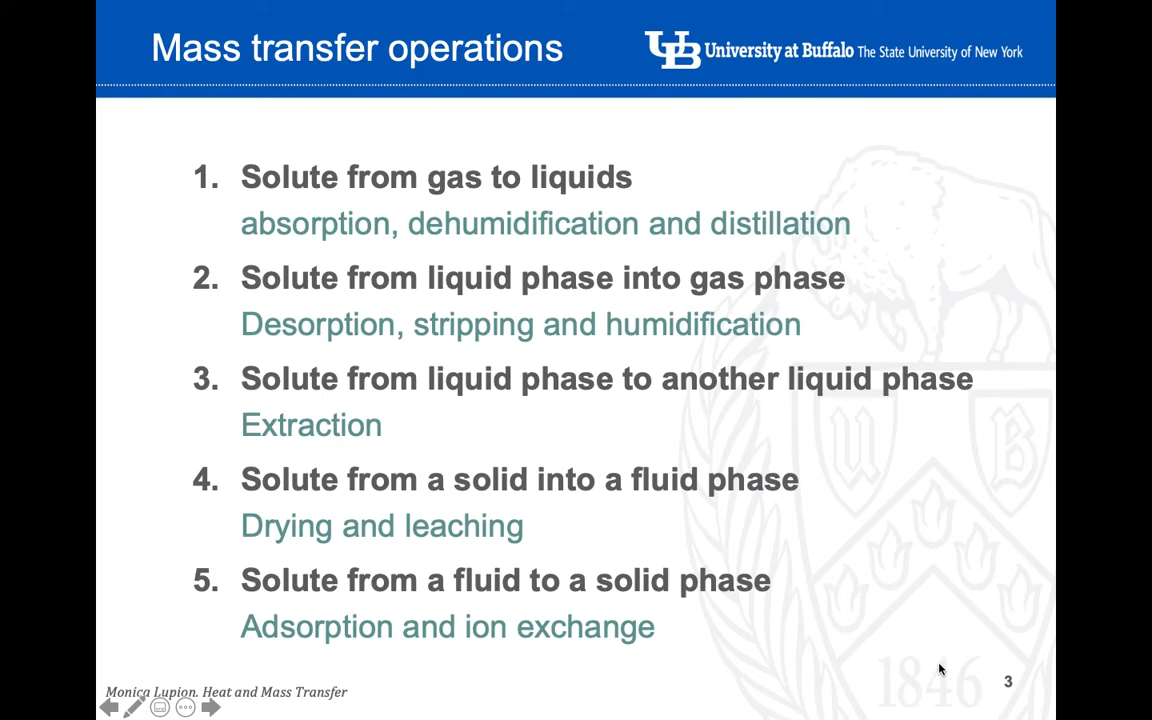 Mass transfer operations
UB University at Buffalo The State University of New York
1. Solute from gas to liquids
absorption, dehumidification and distillation
2. Solute from liquid phase into gas phase
Desorption, stripping and humidification
3. Solute from liquid phase to another liquid phase
Extraction
4. Solute from a solid into a fluid phase
Drying and leaching
5. Solute from a fluid to a solid phase
Adsorption and ion exchange
U B
1846
Monica Lupion. Heat and Mass Transfer
3